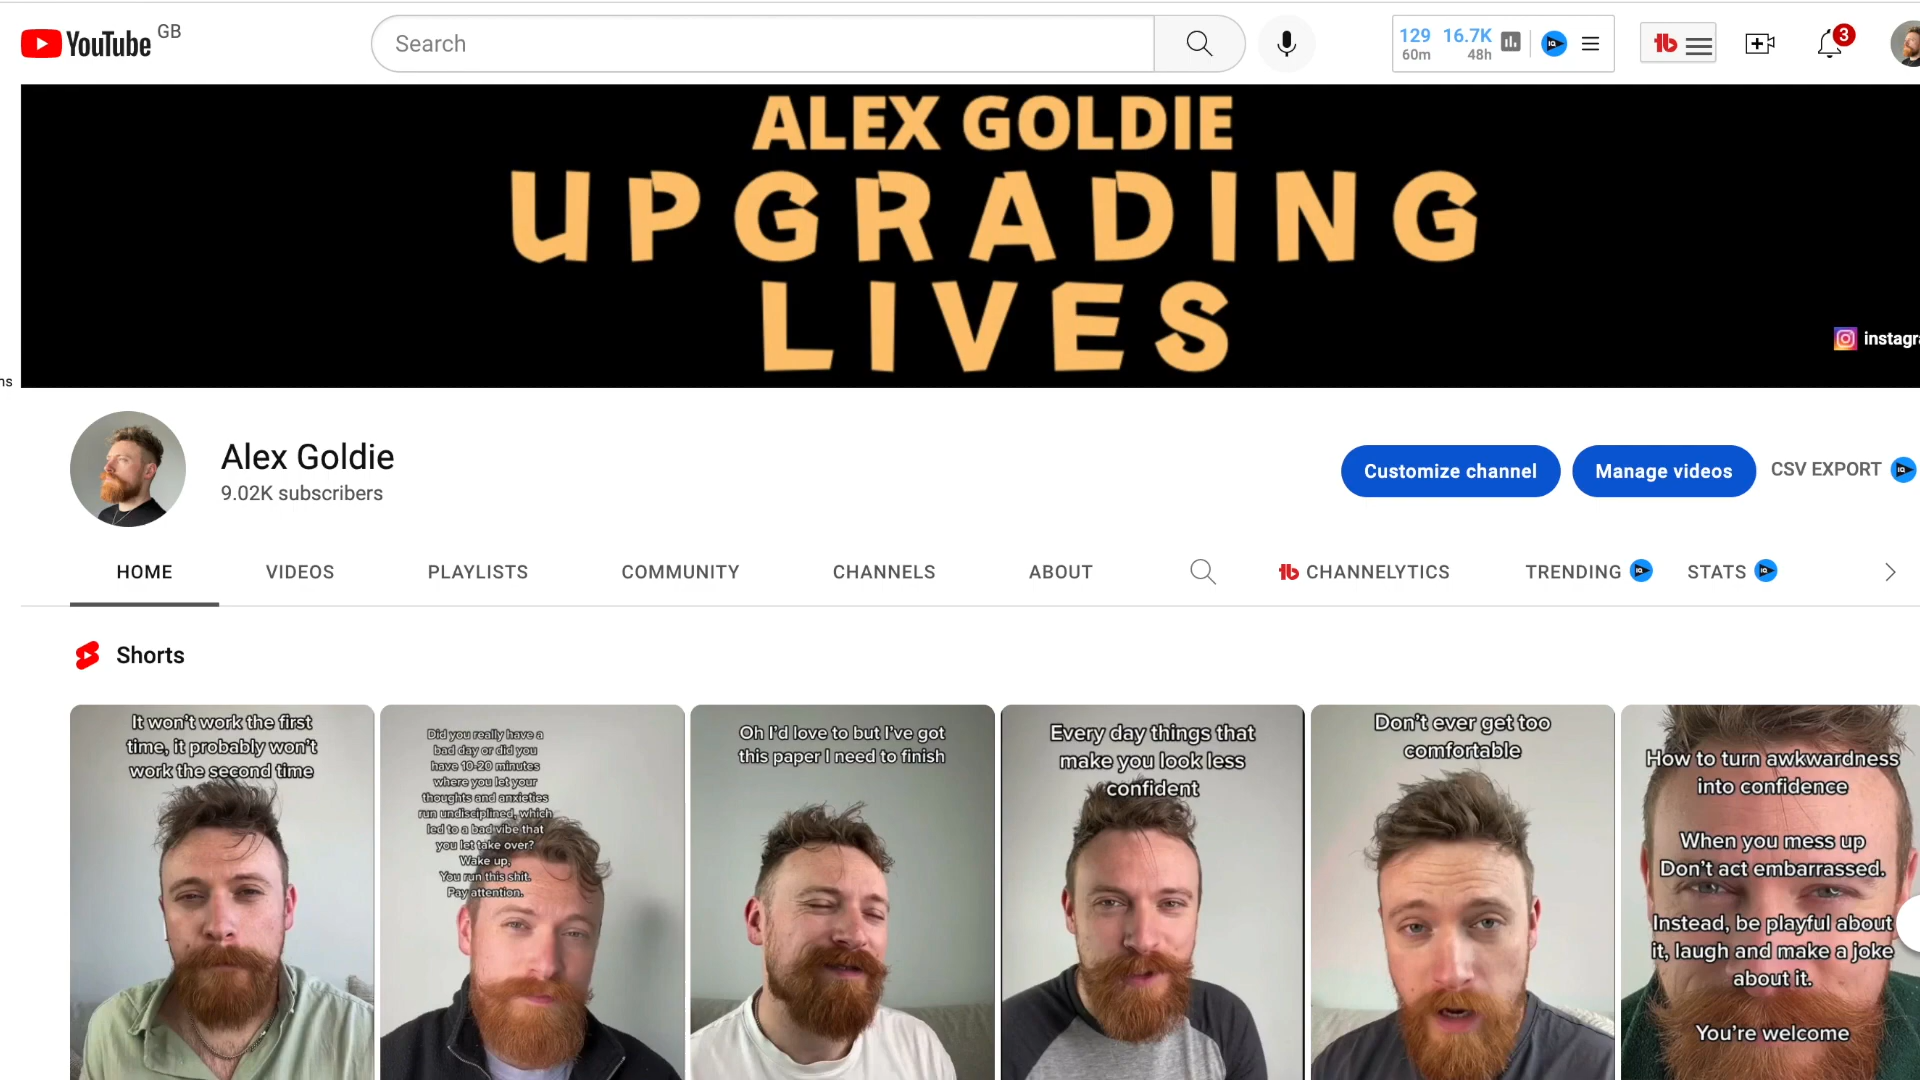 YouTube GB
Search
129 16.7K
60m 48h
3
ALEX GOLDIE
UPGRADING
LIVES
Alex Goldie
9.02K subscribers
Customize channel
Manage videos
CSV EXPORT
HOME
VIDEOS
PLAYLISTS
COMMUNITY
CHANNELS
ABOUT
CHANNELYTICS
TRENDING
STATS
Shorts
It won't work the first
time, it probably won't
work the second time
Did you really have a
bad day or did you
have 10-20 minutes
where you let your
thoughts and anxieties
run undisciplined, which
led to a bad vibe that
you let take over?
Wake up,
You run this shit.
Pay attention.
Oh I'd love to but I've got
this paper I need to finish
Every day things that
make you look less
confident
Don't ever get too
comfortable
How to turn awkwardness
into confidence
When you mess up
Don't act embarrassed.
Instead, be playful about
it, laugh and make a joke
about it.
You're welcome